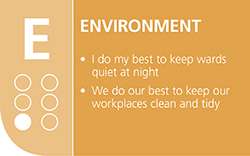 E
ENVIRONMENT
• I do my best to keep wards
quiet at night
• We do our best to keep our
workplaces clean and tidy